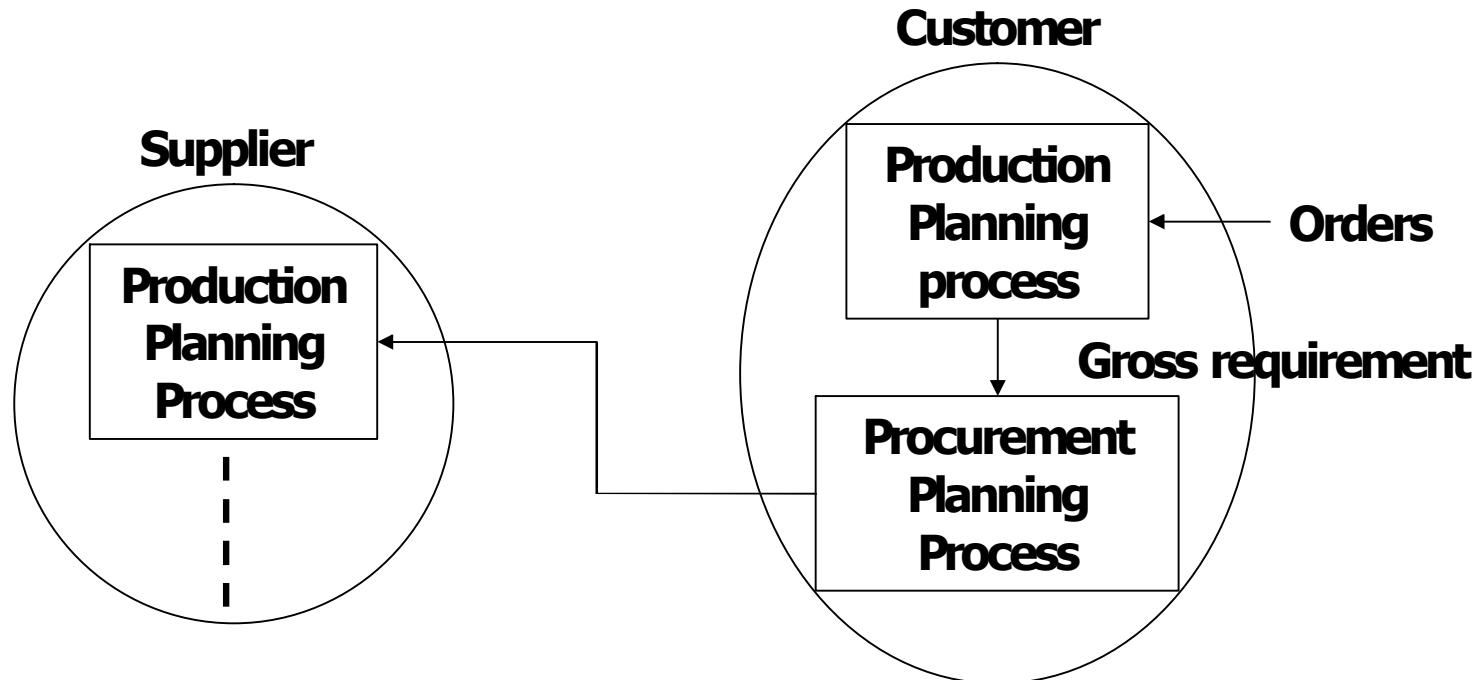 Customer
Supplier
Production
Planning
process
Orders
Production
Planning
Process
Gross requirement
Procurement
Planning
Process